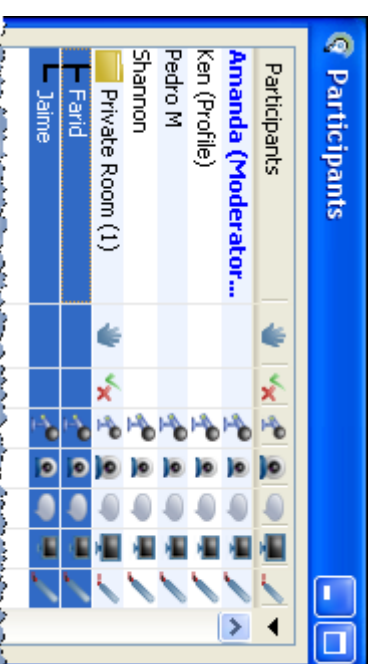 Participants
Participants
Amanda (Moderator...
Ken (Profile)
Pedro M
Shannon
Private Room (1)
Farid
Jaime